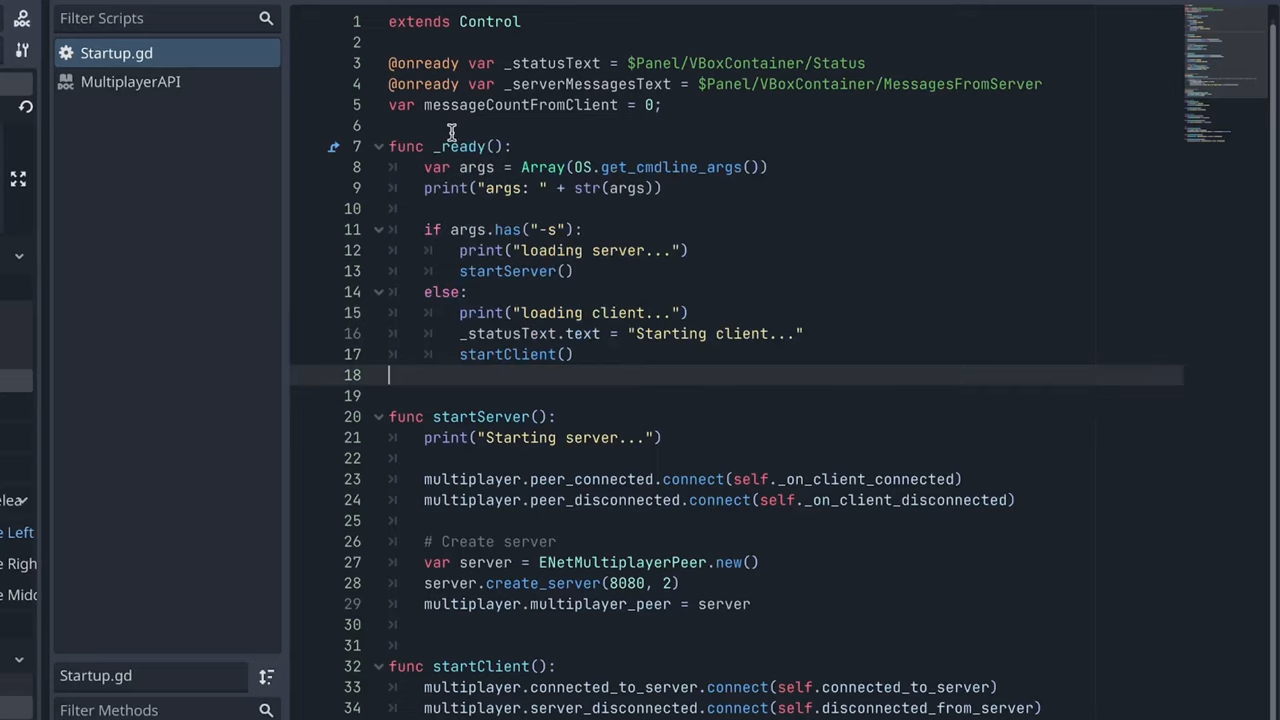 Filter Scripts
Startup.gd
MultiplayerAPI
Startup.gd
Filter Methods
elea
e Left
e Righ
e Midd
1 extends Control
2
3 @onready var _statusText = $Panel/VBoxContainer/Status
4 @onready var _serverMessagesText = $Panel/VBoxContainer/MessagesFromServer
5 var messageCountFromClient = 0;
6
7 func _ready():
8 var args = Array(OS.get_cmdline_args())
9 print("args: " + str(args))
10
11 if args.has("-s"):
12 print("loading server...")
13 startServer()
14 else:
15 print("loading client...")
16 _statusText.text = "Starting client..."
17 startClient()
18
19
20 func startServer():
21 print("Starting server...")
22
23 multiplayer.peer_connected.connect(self._on_client_connected)
24 multiplayer.peer_disconnected.connect(self._on_client_disconnected)
25
26 # Create server
27 var server = ENetMultiplayerPeer.new()
28 server.create_server(8080, 2)
29 multiplayer.multiplayer_peer = server
30
31
32 func startClient():
33 multiplayer.connected_to_server.connect(self.connected_to_server)
34 multiplayer.server_disconnected.connect(self.disconnected_from_server)